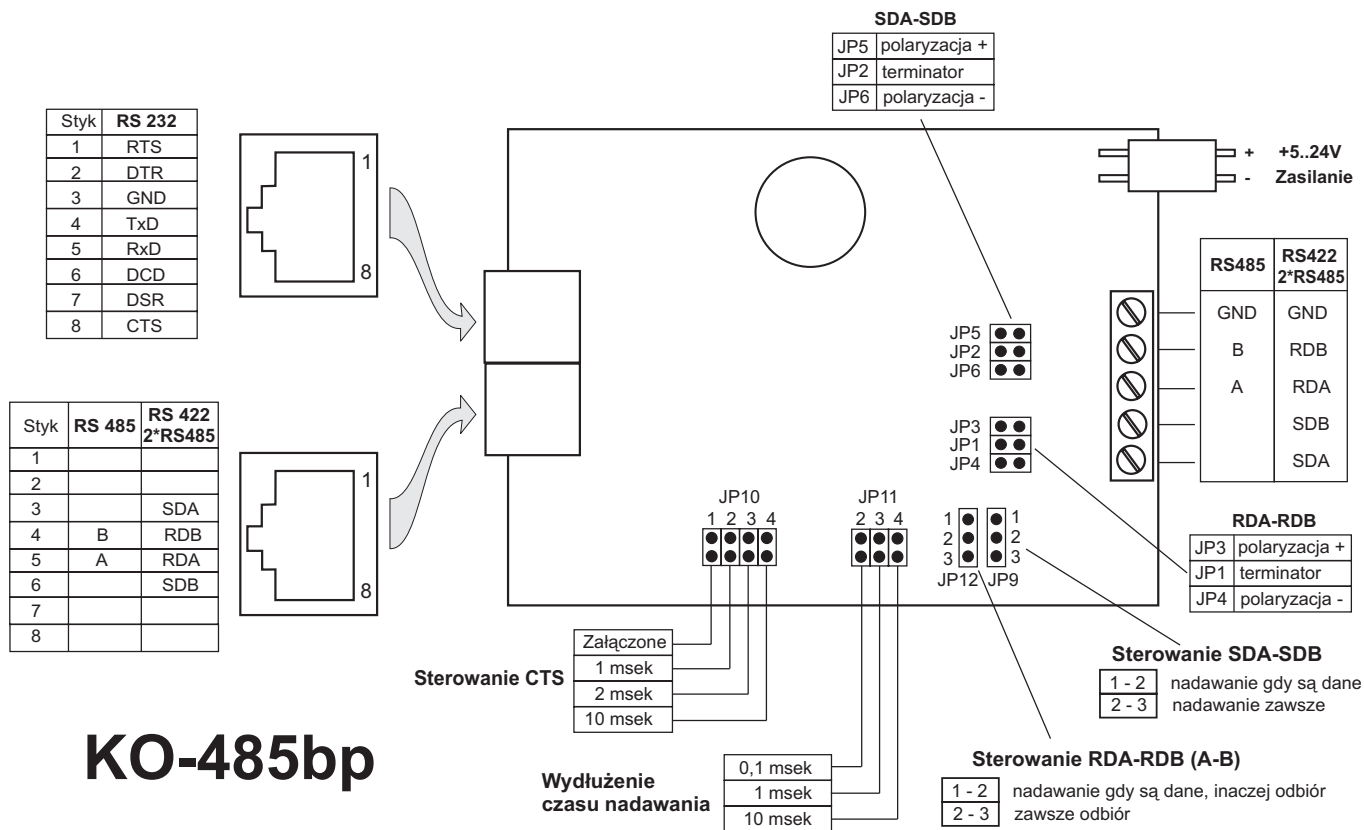 SDA-SDB
JP5 polaryzacja +
JP2 terminator
JP6 polaryzacja -
Styk RS 232
1 RTS
2 DTR
3 GND
4 TxD
5 RxD
6 DCD
7 DSR
8 CTS
1
8
+ +5..24V
- Zasilanie
RS485 RS422
2*RS485
GND GND
B RDB
A RDA
SDB
SDA
JP5
JP2
JP6
JP3
JP1
JP4
Styk RS 485 RS 422
2*RS485
1
2
3 SDA
4 B RDB
5 A RDA
6 SDB
7
8
1
8
JP10
1 2 3 4
JP11
2 3 4
1 1
2 2
3 3
JP12 JP9
RDA-RDB
JP3 polaryzacja +
JP1 terminator
JP4 polaryzacja -
Sterowanie CTS
Załączone
1 msek
2 msek
10 msek
Sterowanie SDA-SDB
1 - 2 nadawanie gdy są dane
2 - 3 nadawanie zawsze
KO-485bp
Wydłużenie
czasu nadawania
0,1 msek
1 msek
10 msek
Sterowanie RDA-RDB (A-B)
1 - 2 nadawanie gdy są dane, inaczej odbiór
2 - 3 zawsze odbiór